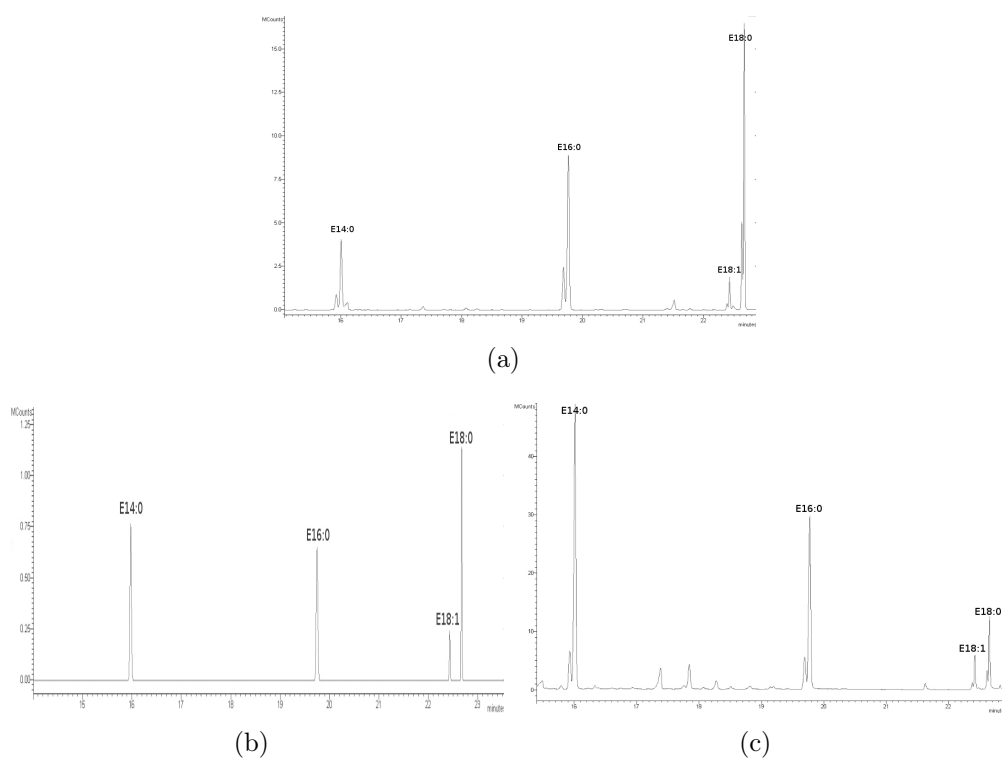 MCounts
E18:0
15.0
12.5
10.0
E16:0
7.5
5.0
E14:0
2.5
E18:1
0.0
16 17 18 19 20 21 22
minutes
(a)
MCounts
1.25
E18:0
1.00
E14:0
0.75
E16:0
0.50
E18:1
0.25
0.00
15 16 17 18 19 20 21 22 23
minutes
(b)
MCounts
E14:0
40
30
E16:0
20
E18:0
10
E18:1
0
16 17 18 19 20 21 22
minut
(c)